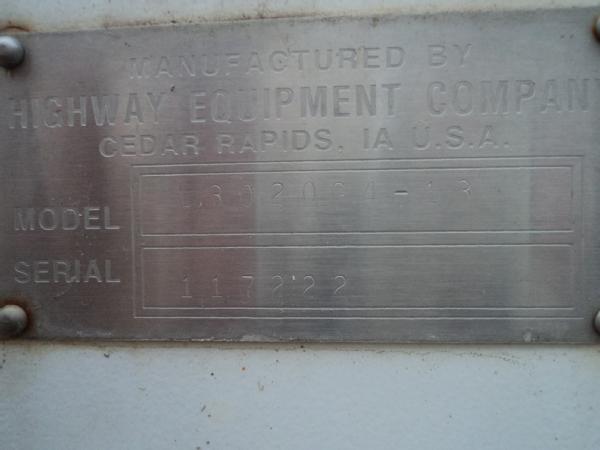 MANUFACTURED BY
HIGHWAY EQUIPMENT COMPANY
CEDAR RAPIDS, IA U.S.A.
MODEL
SERIAL 117222